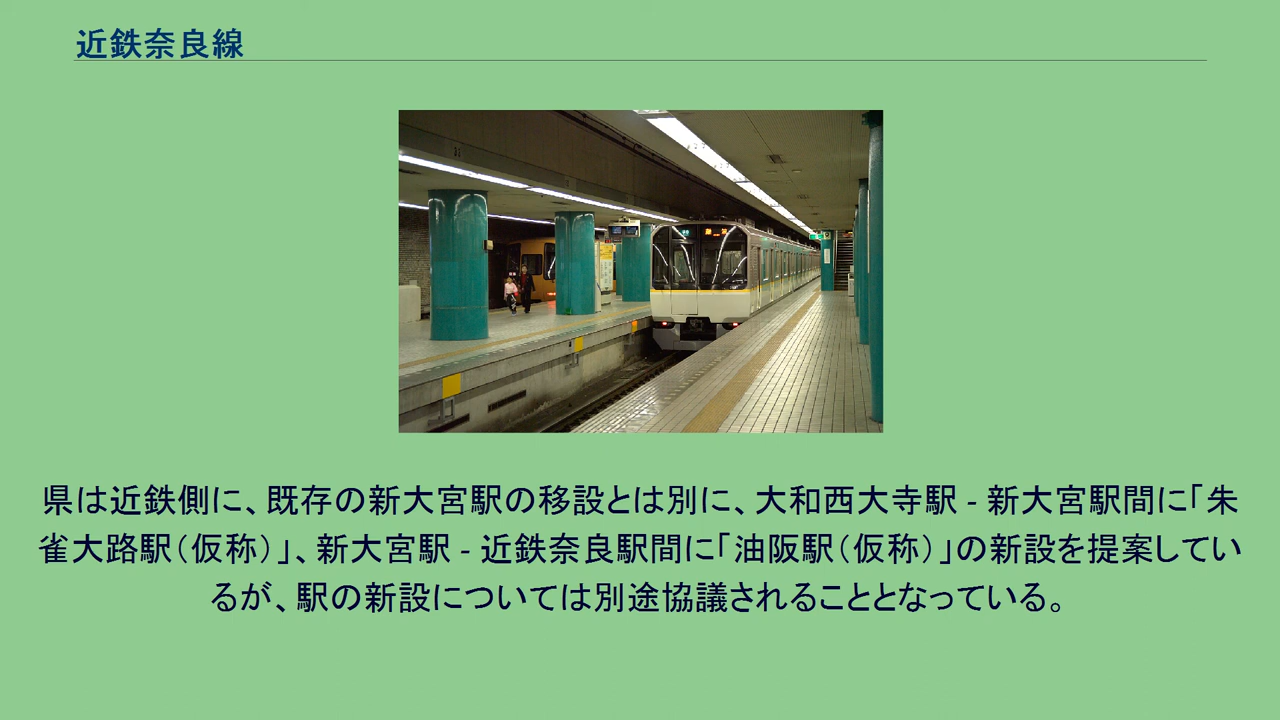 近鉄奈良線
県は近鉄側に、既存の新大宮駅の移設とは別に、大和西大寺駅 - 新大宮駅間に「朱
雀大路駅（仮称）」、新大宮駅 - 近鉄奈良駅間に「油阪駅（仮称）」の新設を提案してい
るが、駅の新設については別途協議されることとなっている。